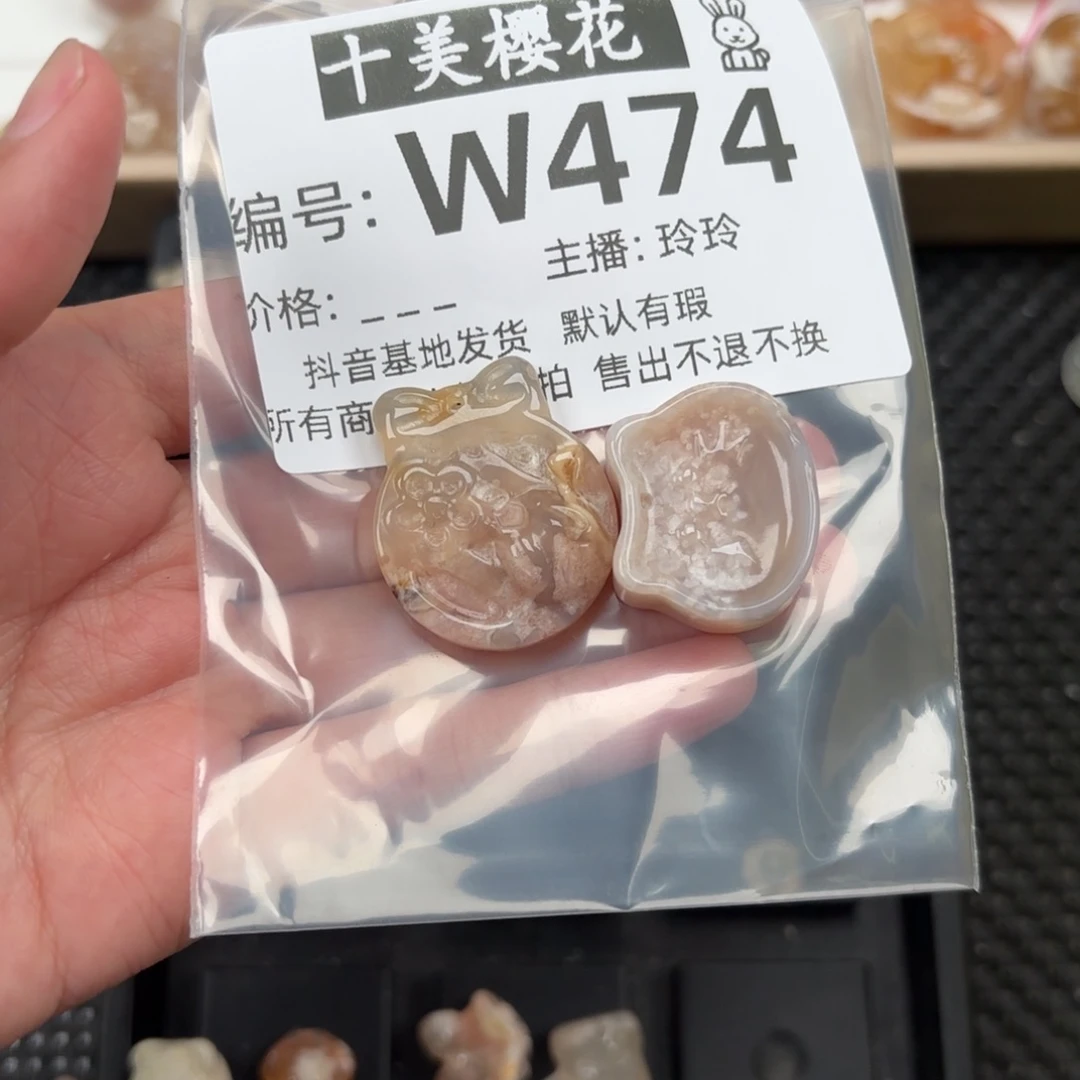 十美樱花
编号: W474
主播: 玲玲
价格: _ _ _
抖音基地发货 默认有瑕
所有商 拍 售出不退不换